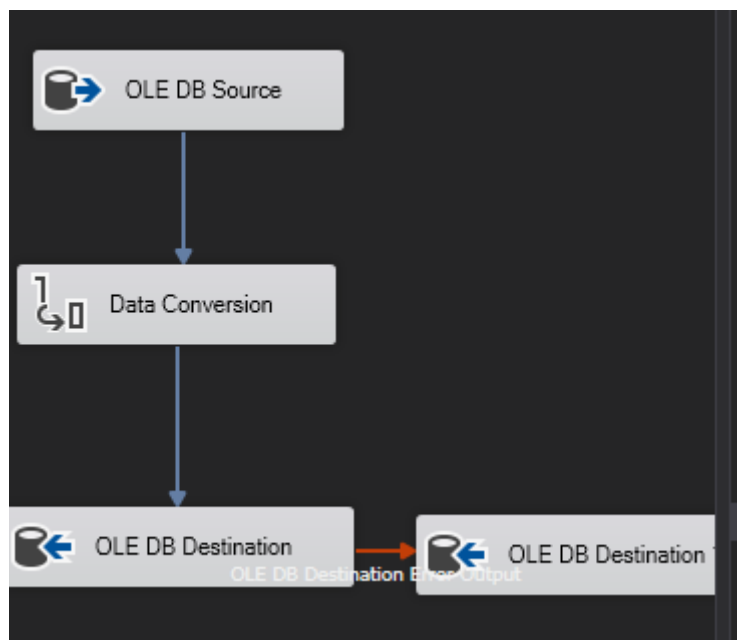 OLE DB Source
Data Conversion
OLE DB Destination
OLE DB Destination
OLE DB Destination Error Output